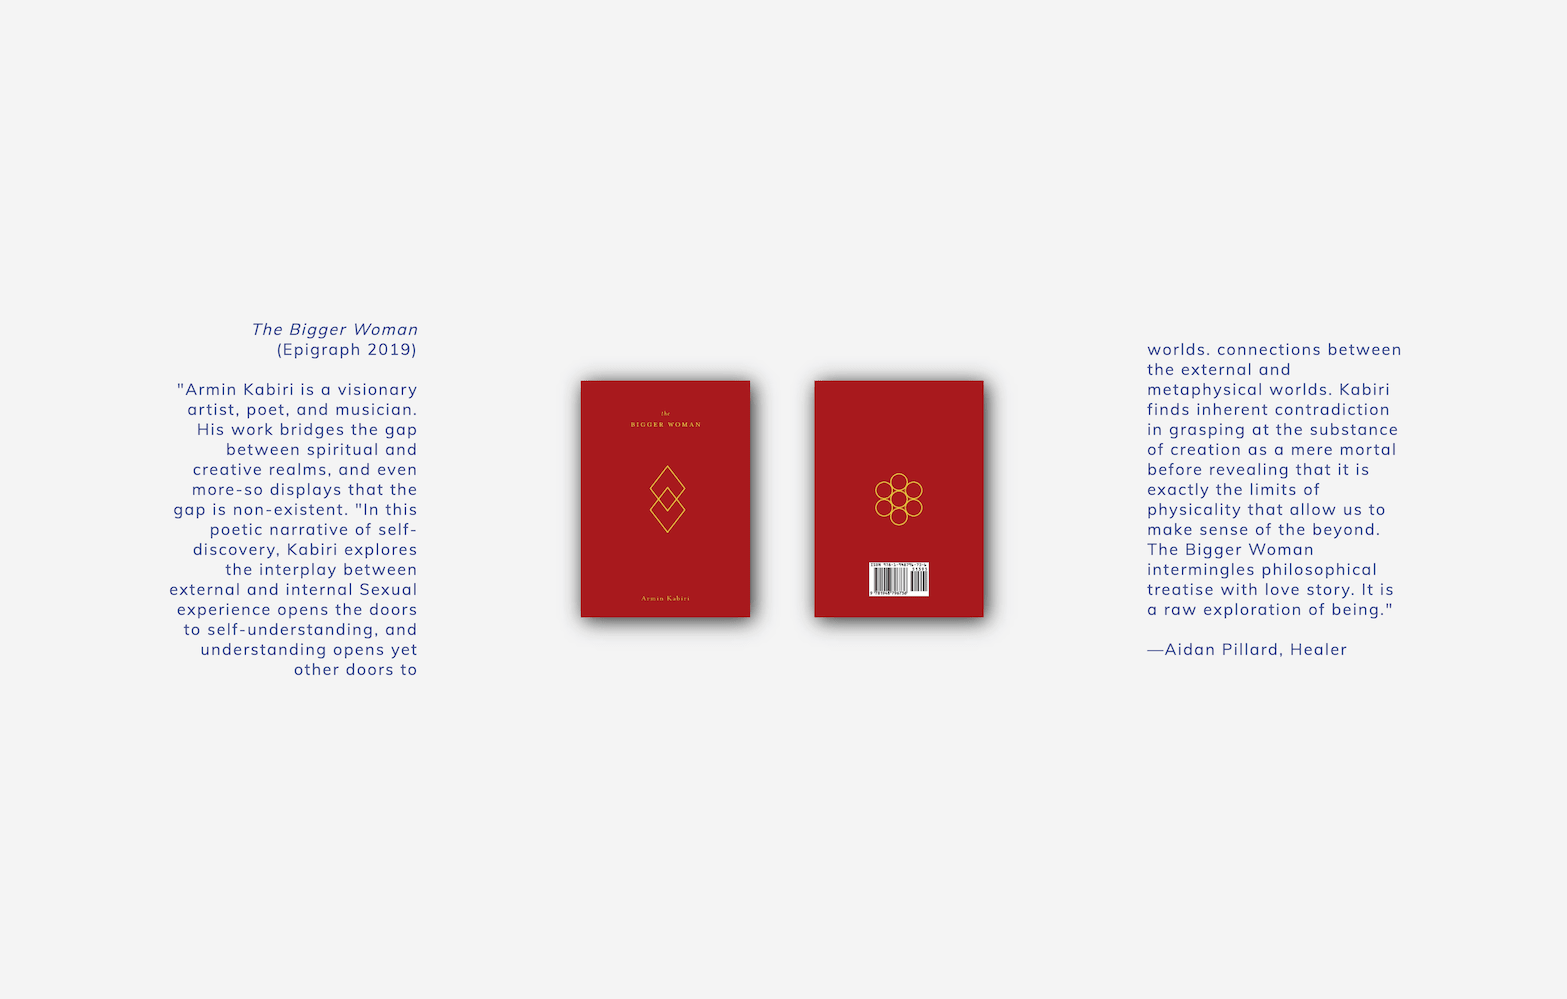 The Bigger Woman
(Epigraph 2019)
"Armin Kabiri is a visionary
artist, poet, and musician.
His work bridges the gap
between spiritual and
creative realms, and even
more-so displays that the
gap is non-existent. "In this
poetic narrative of self-
discovery, Kabiri explores
the interplay between
external and internal Sexual
experience opens the doors
to self-understanding, and
understanding opens yet
other doors to
the
BIGGER WOMAN
Armin Kabiri
worlds. connections between
the external and
metaphysical worlds. Kabiri
finds inherent contradiction
in grasping at the substance
of creation as a mere mortal
before revealing that it is
exactly the limits of
physicality that allow us to
make sense of the beyond.
The Bigger Woman
intermingles philosophical
treatise with love story. It is
a raw exploration of being."
—Aidan Pillard, Healer